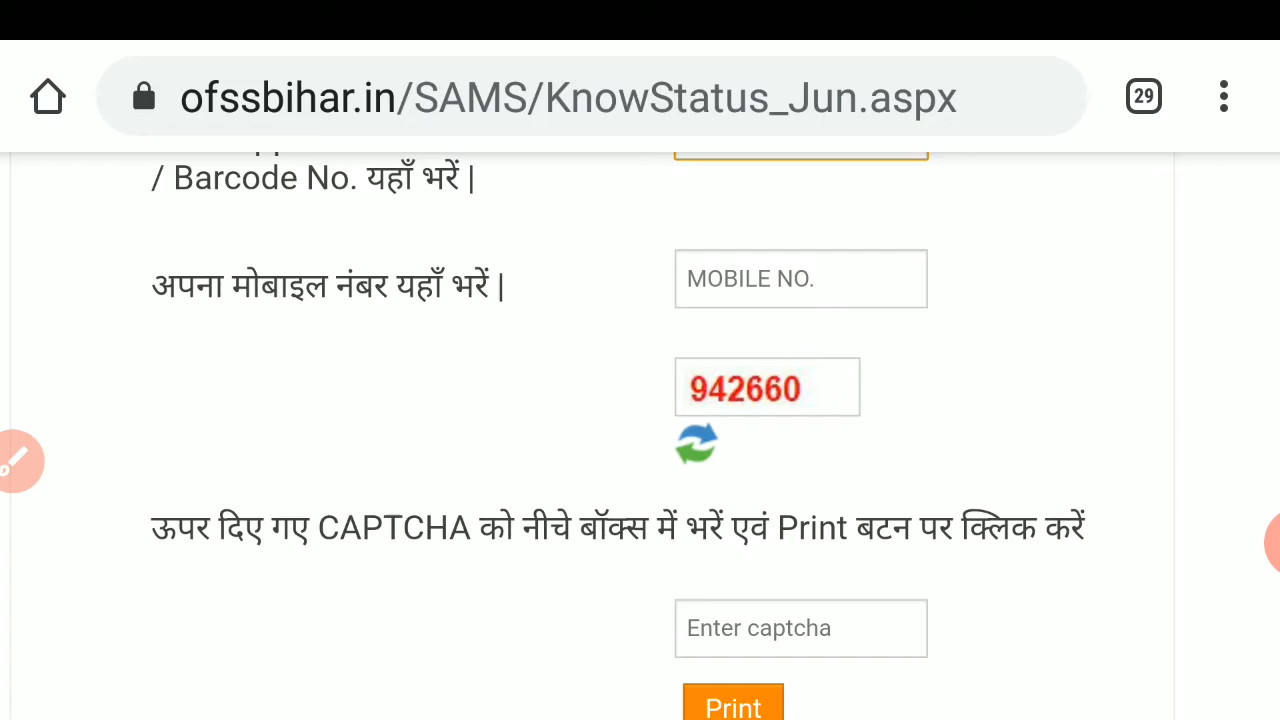 ofssbihar.in/SAMS/KnowStatus_Jun.aspx
29
/ Barcode No. यहाँ भरें |
अपना मोबाइल नंबर यहाँ भरें |
MOBILE NO.
942660
ऊपर दिए गए CAPTCHA को नीचे बॉक्स में भरें एवं Print बटन पर क्लिक करें
Enter captcha
Print